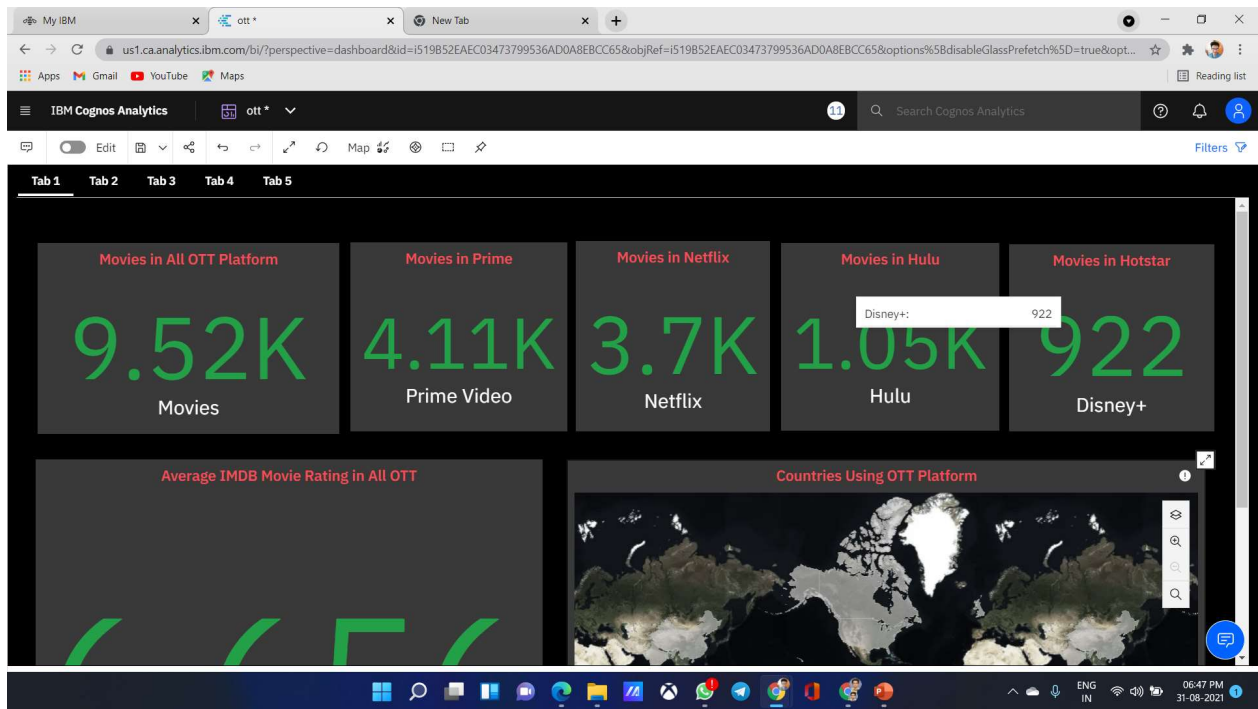 My IBM
ott *
New Tab
us1.ca.analytics.ibm.com/bi/?perspective=dashboard&id=i519B52EAEC03473799536AD0A8EBCC65&objRef=i519B52EAEC03473799536AD0A8EBCC65&options%5BdisableGlassPrefetch%5D=true&opt...
Apps Gmail YouTube Maps Reading list
IBM Cognos Analytics ott * 11 Search Cognos Analytics
Edit Map Filters
Tab 1 Tab 2 Tab 3 Tab 4 Tab 5
Movies in All OTT Platform
9.52K
Movies
Movies in Prime
4.11K
Prime Video
Movies in Netflix
3.7K
Netflix
Movies in Hulu
1.05K
Hulu
Movies in Hotstar
Disney+: 922
922
Disney+
Average IMDB Movie Rating in All OTT
Countries Using OTT Platform
ENG
IN
06:47 PM
31-08-2021
1